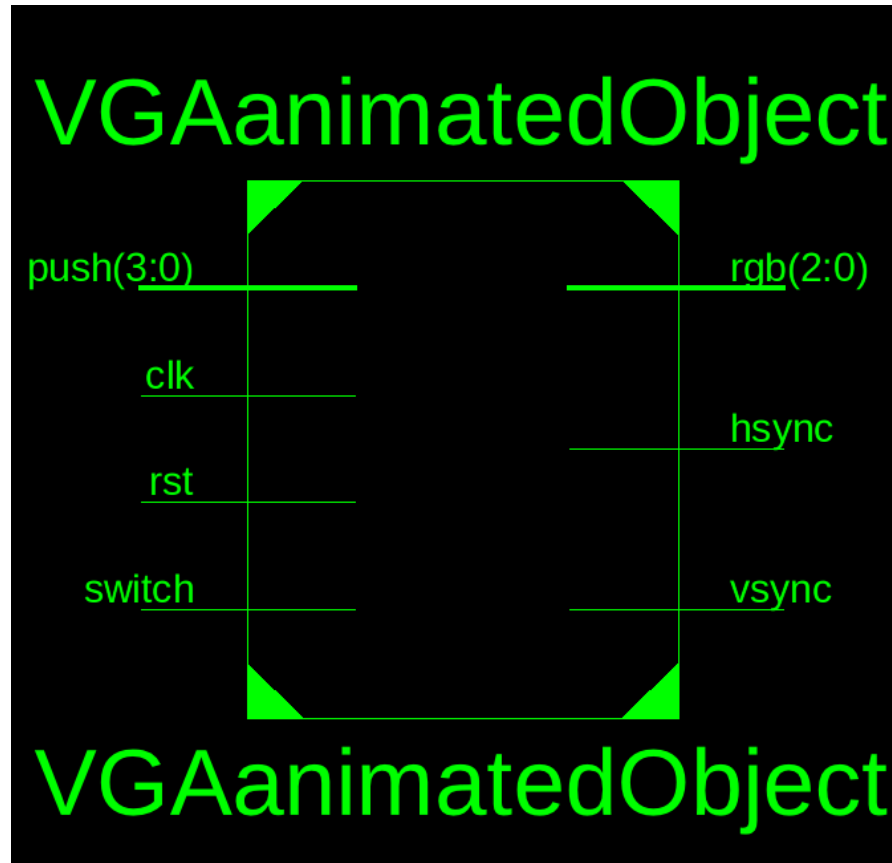 VGAanimatedObject
push(3:0)
rgb(2:0)
clk
hsync
rst
switch
vsync
VGAanimatedObject